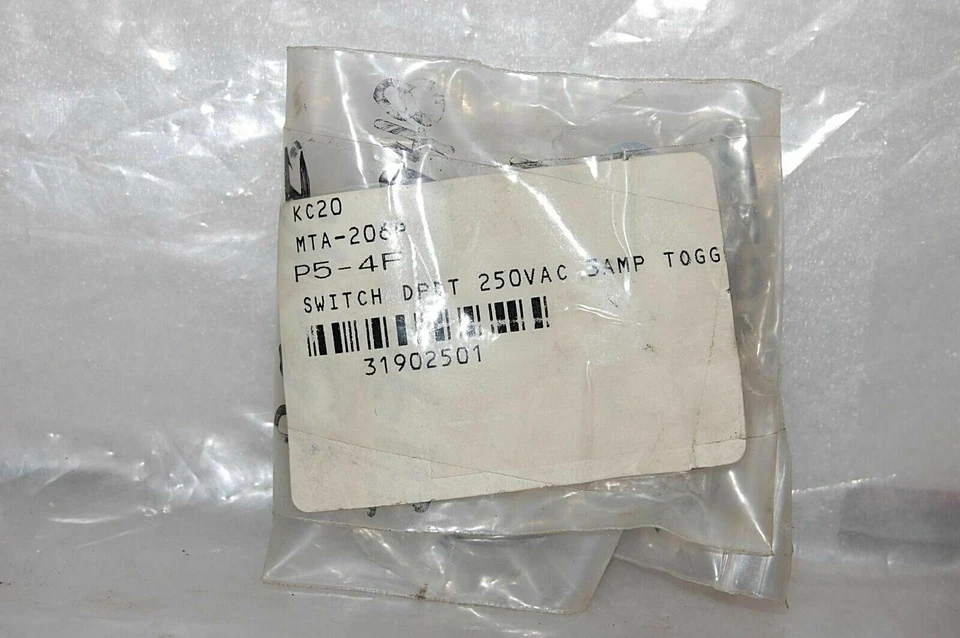 KC20
MTA-206P
P5-4F
SWITCH DPDT 250VAC 3AMP TOGG
31902501